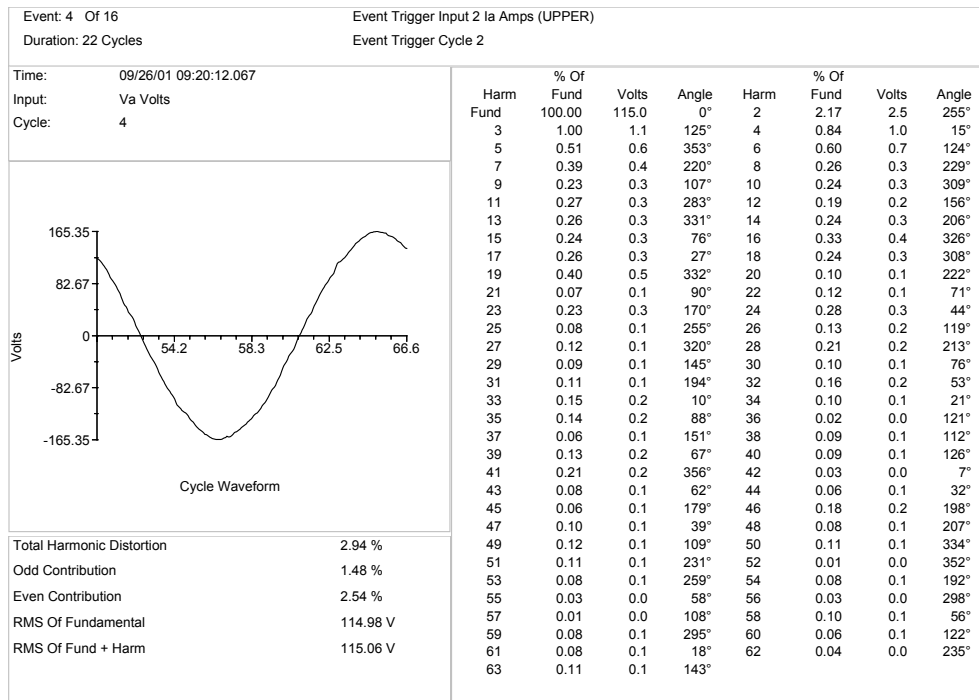 Event: 4 Of 16 Event Trigger Input 2 Ia Amps (UPPER)
Duration: 22 Cycles Event Trigger Cycle 2
Time: 09/26/01 09:20:12.067
Input: Va Volts
Cycle: 4
165.35
82.67
0
-82.67
-165.35
Volts
54.2 58.3 62.5 66.6
Cycle Waveform
Total Harmonic Distortion 2.94 %
Odd Contribution 1.48 %
Even Contribution 2.54 %
RMS Of Fundamental 114.98 V
RMS Of Fund + Harm 115.06 V
% Of % Of
Harm Fund Volts Angle Harm Fund Volts Angle
Fund 100.00 115.0 0° 2 2.17 2.5 255°
3 1.00 1.1 125° 4 0.84 1.0 15°
5 0.51 0.6 353° 6 0.60 0.7 124°
7 0.39 0.4 220° 8 0.26 0.3 229°
9 0.23 0.3 107° 10 0.24 0.3 309°
11 0.27 0.3 283° 12 0.19 0.2 156°
13 0.26 0.3 331° 14 0.24 0.3 206°
15 0.24 0.3 76° 16 0.33 0.4 326°
17 0.26 0.3 27° 18 0.24 0.3 308°
19 0.40 0.5 332° 20 0.10 0.1 222°
21 0.07 0.1 90° 22 0.12 0.1 71°
23 0.23 0.3 170° 24 0.28 0.3 44°
25 0.08 0.1 255° 26 0.13 0.2 119°
27 0.12 0.1 320° 28 0.21 0.2 213°
29 0.09 0.1 145° 30 0.10 0.1 76°
31 0.11 0.1 194° 32 0.16 0.2 53°
33 0.15 0.2 10° 34 0.10 0.1 21°
35 0.14 0.2 88° 36 0.02 0.0 121°
37 0.06 0.1 151° 38 0.09 0.1 112°
39 0.13 0.2 67° 40 0.09 0.1 126°
41 0.21 0.2 356° 42 0.03 0.0 7°
43 0.08 0.1 62° 44 0.06 0.1 32°
45 0.06 0.1 179° 46 0.18 0.2 198°
47 0.10 0.1 39° 48 0.08 0.1 207°
49 0.12 0.1 109° 50 0.11 0.1 334°
51 0.11 0.1 231° 52 0.01 0.0 352°
53 0.08 0.1 259° 54 0.08 0.1 192°
55 0.03 0.0 58° 56 0.03 0.0 298°
57 0.01 0.0 108° 58 0.10 0.1 56°
59 0.08 0.1 295° 60 0.06 0.1 122°
61 0.08 0.1 18° 62 0.04 0.0 235°
63 0.11 0.1 143°